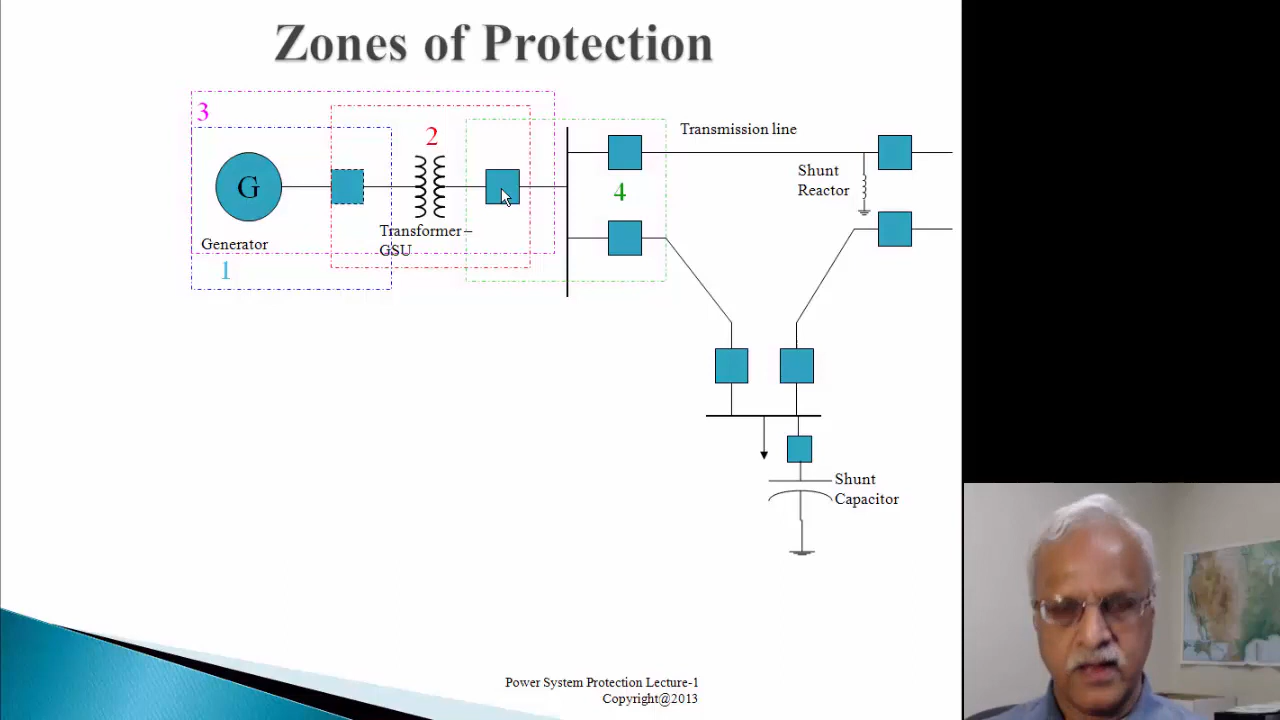 Zones of Protection
3
2
Transmission line
Shunt
Reactor
G
4
Transformer –
GSU
Generator
1
Shunt
Capacitor
Power System Protection Lecture-1
Copyright@2013